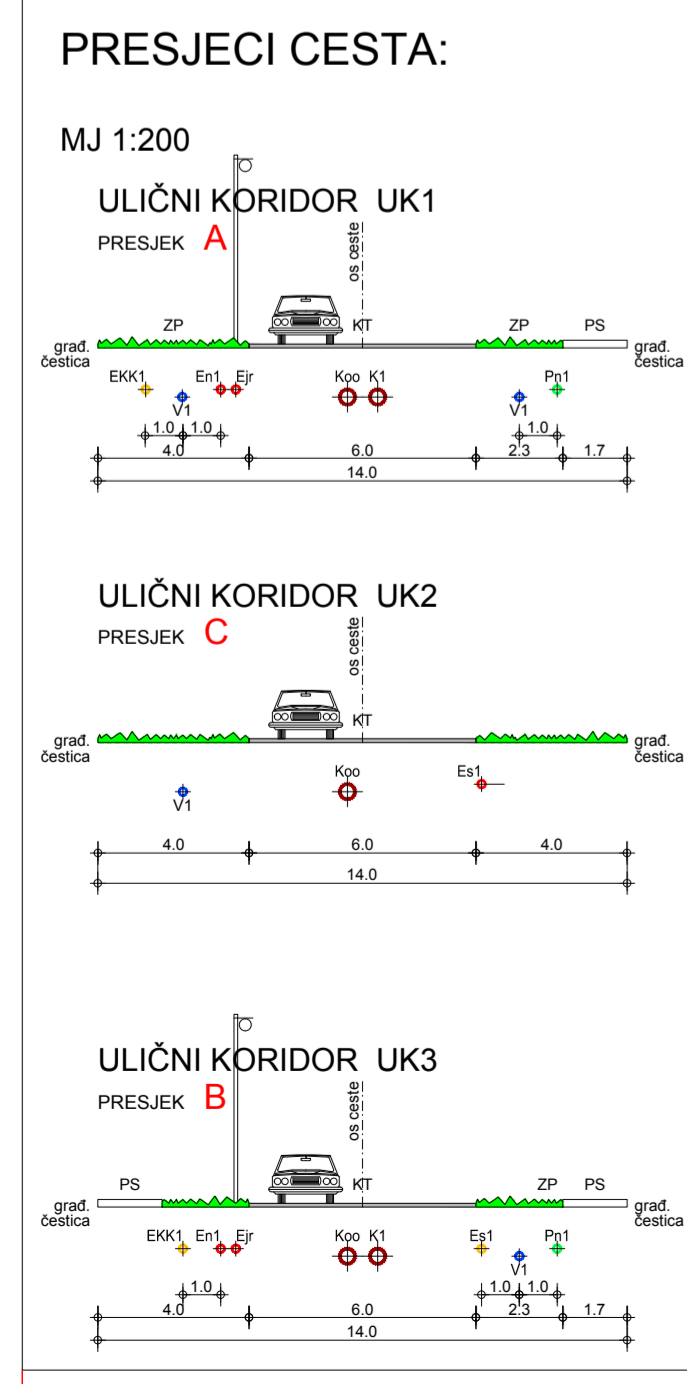 PRESJECI CESTA:
MJ 1:200
ULIČNI KORIDOR UK1
PRESJEK A
os ceste
ZP KT ZP PS
građ. čestica građ. čestica
EKK1 En1 Ejr Koo K1 Pn1
V1 V1
1.0 1.0 1.0
4.0 6.0 2.3 1.7
14.0
ULIČNI KORIDOR UK2
PRESJEK C
os ceste
KT
građ. čestica građ. čestica
Koo Es1
V1
4.0 6.0 4.0
14.0
ULIČNI KORIDOR UK3
PRESJEK B
os ceste
PS KT ZP PS
građ. čestica građ. čestica
EKK1 En1 Ejr Koo K1 Es1 Pn1
V1
1.0 1.0 1.0
4.0 6.0 2.3 1.7
14.0